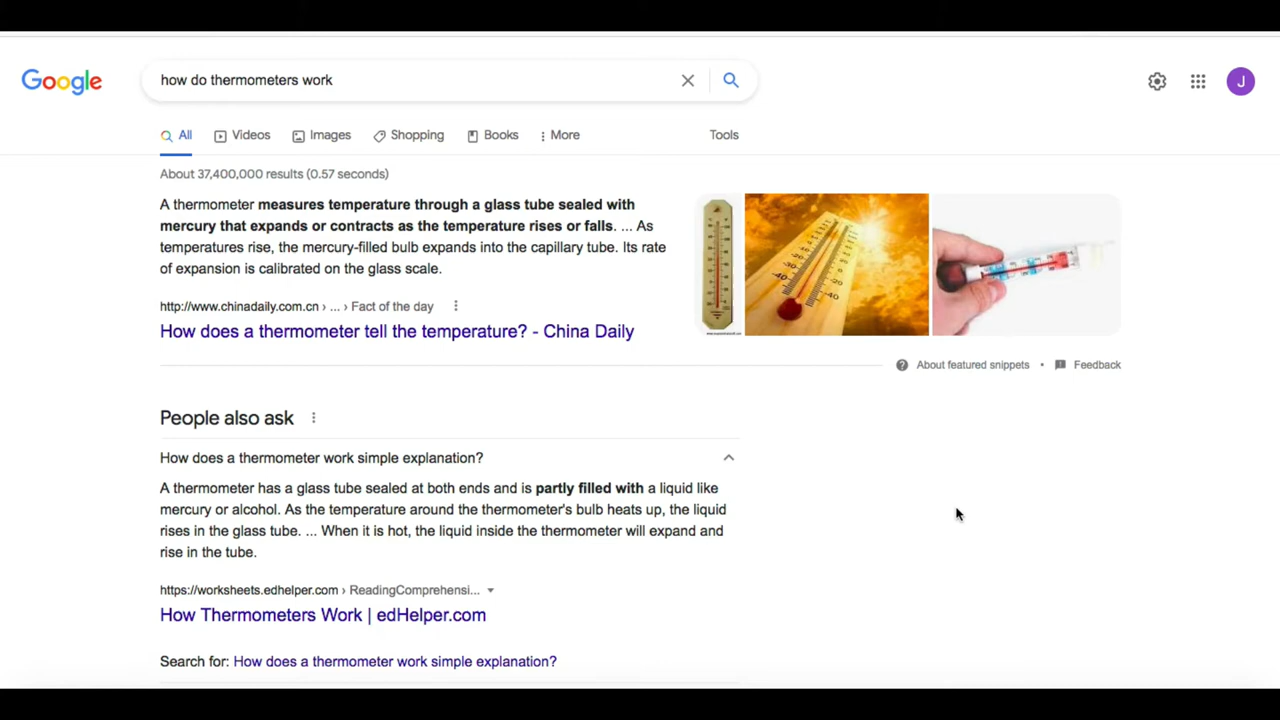 Google
how do thermometers work
J
All
Videos
Images
Shopping
Books
More
Tools
About 37,400,000 results (0.57 seconds)
A thermometer measures temperature through a glass tube sealed with
mercury that expands or contracts as the temperature rises or falls. ... As
temperatures rise, the mercury-filled bulb expands into the capillary tube. Its rate
of expansion is calibrated on the glass scale.
http://www.chinadaily.com.cn › ... › Fact of the day
How does a thermometer tell the temperature? - China Daily
About featured snippets • Feedback
People also ask
How does a thermometer work simple explanation?
A thermometer has a glass tube sealed at both ends and is partly filled with a liquid like
mercury or alcohol. As the temperature around the thermometer's bulb heats up, the liquid
rises in the glass tube. ... When it is hot, the liquid inside the thermometer will expand and
rise in the tube.
https://worksheets.edhelper.com › ReadingComprehensi...
How Thermometers Work | edHelper.com
Search for: How does a thermometer work simple explanation?